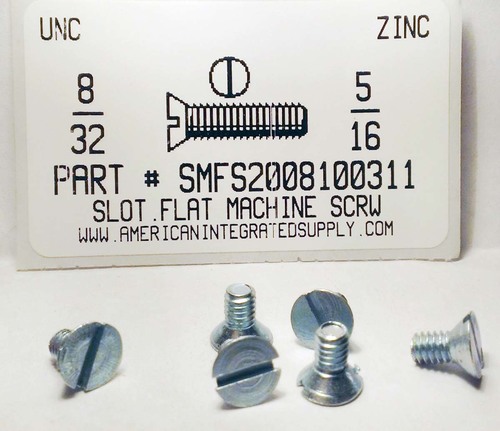 UNC ZINC
8/32 5/16
PART # SMFS2008100311
SLOT.FLAT MACHINE SCRW
WWW.AMERICANINTEGRATEDSUPPLY.COM